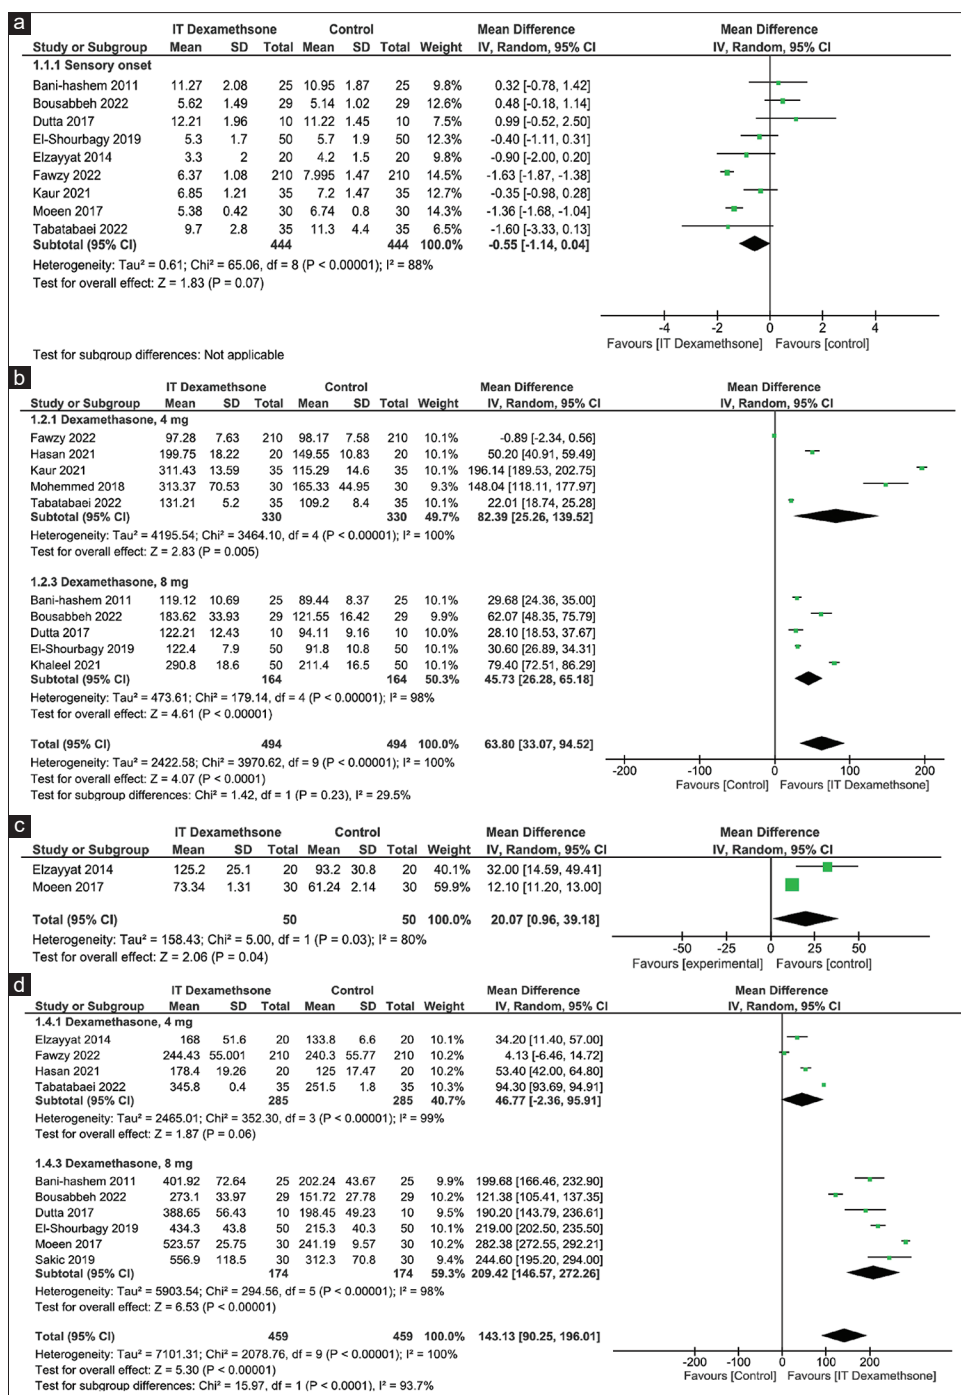 a
IT Dexamethsone Control Mean Difference Mean Difference
Study or Subgroup Mean SD Total Mean SD Total Weight IV, Random, 95% CI IV, Random, 95% CI
1.1.1 Sensory onset
Bani-hashem 2011 11.27 2.08 25 10.95 1.87 25 9.8% 0.32 [-0.78, 1.42]
Bousabbeh 2022 5.62 1.49 29 5.14 1.02 29 12.6% 0.48 [-0.18, 1.14]
Dutta 2017 12.21 1.96 10 11.22 1.45 10 7.5% 0.99 [-0.52, 2.50]
El-Shourbagy 2019 5.3 1.7 50 5.7 1.9 50 12.3% -0.40 [-1.11, 0.31]
Elzayyat 2014 3.3 2 20 4.2 1.5 20 9.8% -0.90 [-2.00, 0.20]
Fawzy 2022 6.37 1.08 210 7.995 1.47 210 14.5% -1.63 [-1.87, -1.38]
Kaur 2021 6.85 1.21 35 7.2 1.47 35 12.7% -0.35 [-0.98, 0.28]
Moeen 2017 5.38 0.42 30 6.74 0.8 30 14.3% -1.36 [-1.68, -1.04]
Tabatabaei 2022 9.7 2.8 35 11.3 4.4 35 6.5% -1.60 [-3.33, 0.13]
Subtotal (95% CI) 444 444 100.0% -0.55 [-1.14, 0.04]
Heterogeneity: Tau² = 0.61; Chi² = 65.06, df = 8 (P < 0.00001); I² = 88%
Test for overall effect: Z = 1.83 (P = 0.07)
-4 -2 0 2 4
Favours [IT Dexamethsone] Favours [control]
Test for subgroup differences: Not applicable
b
IT Dexamethsone Control Mean Difference Mean Difference
Study or Subgroup Mean SD Total Mean SD Total Weight IV, Random, 95% CI IV, Random, 95% CI
1.2.1 Dexamethasone, 4 mg
Fawzy 2022 97.28 7.63 210 98.17 7.58 210 10.1% -0.89 [-2.34, 0.56]
Hasan 2021 199.75 18.22 20 149.55 10.83 20 10.1% 50.20 [40.91, 59.49]
Kaur 2021 311.43 13.59 35 115.29 14.6 35 10.1% 196.14 [189.53, 202.75]
Mohemmed 2018 313.37 70.53 30 165.33 44.95 30 9.3% 148.04 [118.11, 177.97]
Tabatabaei 2022 131.21 5.2 35 109.2 8.4 35 10.1% 22.01 [18.74, 25.28]
Subtotal (95% CI) 330 330 49.7% 82.39 [25.26, 139.52]
Heterogeneity: Tau² = 4195.54; Chi² = 3464.10, df = 4 (P < 0.00001); I² = 100%
Test for overall effect: Z = 2.83 (P = 0.005)
1.2.3 Dexamethasone, 8 mg
Bani-hashem 2011 119.12 10.69 25 89.44 8.37 25 10.1% 29.68 [24.36, 35.00]
Bousabbeh 2022 183.62 33.93 29 121.55 16.42 29 9.9% 62.07 [48.35, 75.79]
Dutta 2017 122.21 12.43 10 94.11 9.16 10 10.0% 28.10 [18.53, 37.67]
El-Shourbagy 2019 122.4 7.9 50 91.8 10.8 50 10.1% 30.60 [26.89, 34.31]
Khaleel 2021 290.8 18.6 50 211.4 16.5 50 10.1% 79.40 [72.51, 86.29]
Subtotal (95% CI) 164 164 50.3% 45.73 [26.28, 65.18]
Heterogeneity: Tau² = 473.61; Chi² = 179.14, df = 4 (P < 0.00001); I² = 98%
Test for overall effect: Z = 4.61 (P < 0.00001)
Total (95% CI) 494 494 100.0% 63.80 [33.07, 94.52]
Heterogeneity: Tau² = 2422.58; Chi² = 3970.62, df = 9 (P < 0.00001); I² = 100%
Test for overall effect: Z = 4.07 (P < 0.0001)
Test for subgroup differences: Chi² = 1.42, df = 1 (P = 0.23), I² = 29.5%
-200 -100 0 100 200
Favours [Control] Favours [IT Dexamethsone]
c
IT Dexamethsone Control Mean Difference Mean Difference
Study or Subgroup Mean SD Total Mean SD Total Weight IV, Random, 95% CI IV, Random, 95% CI
Elzayyat 2014 125.2 25.1 20 93.2 30.8 20 40.1% 32.00 [14.59, 49.41]
Moeen 2017 73.34 1.31 30 61.24 2.14 30 59.9% 12.10 [11.20, 13.00]
Total (95% CI) 50 50 100.0% 20.07 [0.96, 39.18]
Heterogeneity: Tau² = 158.43; Chi² = 5.00, df = 1 (P = 0.03); I² = 80%
Test for overall effect: Z = 2.06 (P = 0.04)
-50 -25 0 25 50
Favours [experimental] Favours [control]
d
IT Dexamethsone Control Mean Difference Mean Difference
Study or Subgroup Mean SD Total Mean SD Total Weight IV, Random, 95% CI IV, Random, 95% CI
1.4.1 Dexamethasone, 4 mg
Elzayyat 2014 168 51.6 20 133.8 6.6 20 10.1% 34.20 [11.40, 57.00]
Fawzy 2022 244.43 55.001 210 240.3 55.77 210 10.2% 4.13 [-6.46, 14.72]
Hasan 2021 178.4 19.26 20 125 17.47 20 10.2% 53.40 [42.00, 64.80]
Tabatabaei 2022 345.8 0.4 35 251.5 1.8 35 10.3% 94.30 [93.69, 94.91]
Subtotal (95% CI) 285 285 40.7% 46.77 [-2.36, 95.91]
Heterogeneity: Tau² = 2465.01; Chi² = 352.30, df = 3 (P < 0.00001); I² = 99%
Test for overall effect: Z = 1.87 (P = 0.06)
1.4.3 Dexamethasone, 8 mg
Bani-hashem 2011 401.92 72.64 25 202.24 43.67 25 9.9% 199.68 [166.46, 232.90]
Bousabbeh 2022 273.1 33.97 29 151.72 27.78 29 10.2% 121.38 [105.41, 137.35]
Dutta 2017 388.65 56.43 10 198.45 49.23 10 9.5% 190.20 [143.79, 236.61]
El-Shourbagy 2019 434.3 43.8 50 215.3 40.3 50 10.2% 219.00 [202.50, 235.50]
Moeen 2017 523.57 25.75 30 241.19 9.57 30 10.2% 282.38 [272.55, 292.21]
Sakic 2019 556.9 118.5 30 312.3 70.8 30 9.4% 244.60 [195.20, 294.00]
Subtotal (95% CI) 174 174 59.3% 209.42 [146.57, 272.26]
Heterogeneity: Tau² = 5903.54; Chi² = 294.56, df = 5 (P < 0.00001); I² = 98%
Test for overall effect: Z = 6.53 (P < 0.00001)
Total (95% CI) 459 459 100.0% 143.13 [90.25, 196.01]
Heterogeneity: Tau² = 7101.31; Chi² = 2078.76, df = 9 (P < 0.00001); I² = 100%
Test for overall effect: Z = 5.30 (P < 0.00001)
Test for subgroup differences: Chi² = 15.97, df = 1 (P < 0.0001), I² = 93.7%
-200 -100 0 100 200
Favours [Control] Favours [IT Dexamethasone]